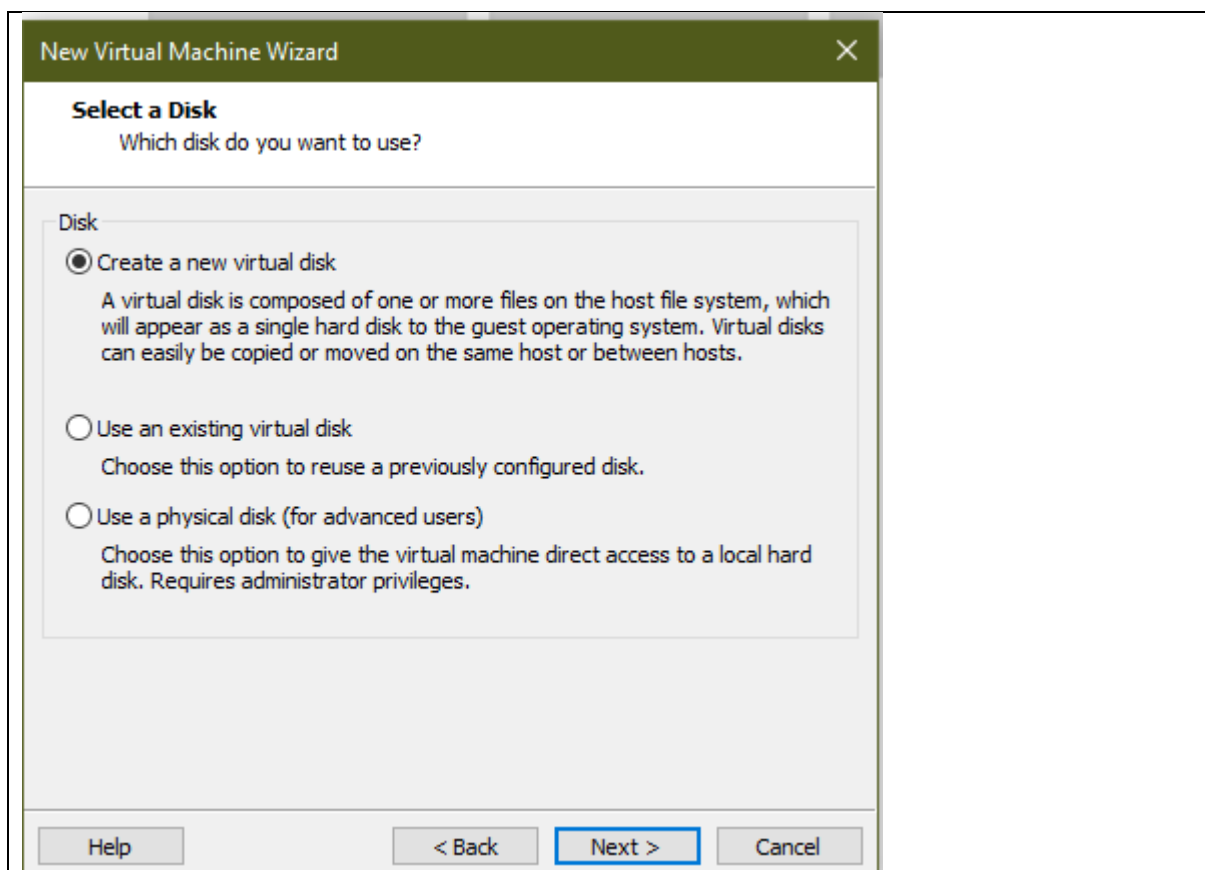 New Virtual Machine Wizard
Select a Disk
Which disk do you want to use?
Disk
Create a new virtual disk
A virtual disk is composed of one or more files on the host file system, which
will appear as a single hard disk to the guest operating system. Virtual disks
can easily be copied or moved on the same host or between hosts.
Use an existing virtual disk
Choose this option to reuse a previously configured disk.
Use a physical disk (for advanced users)
Choose this option to give the virtual machine direct access to a local hard
disk. Requires administrator privileges.
Help < Back Next > Cancel